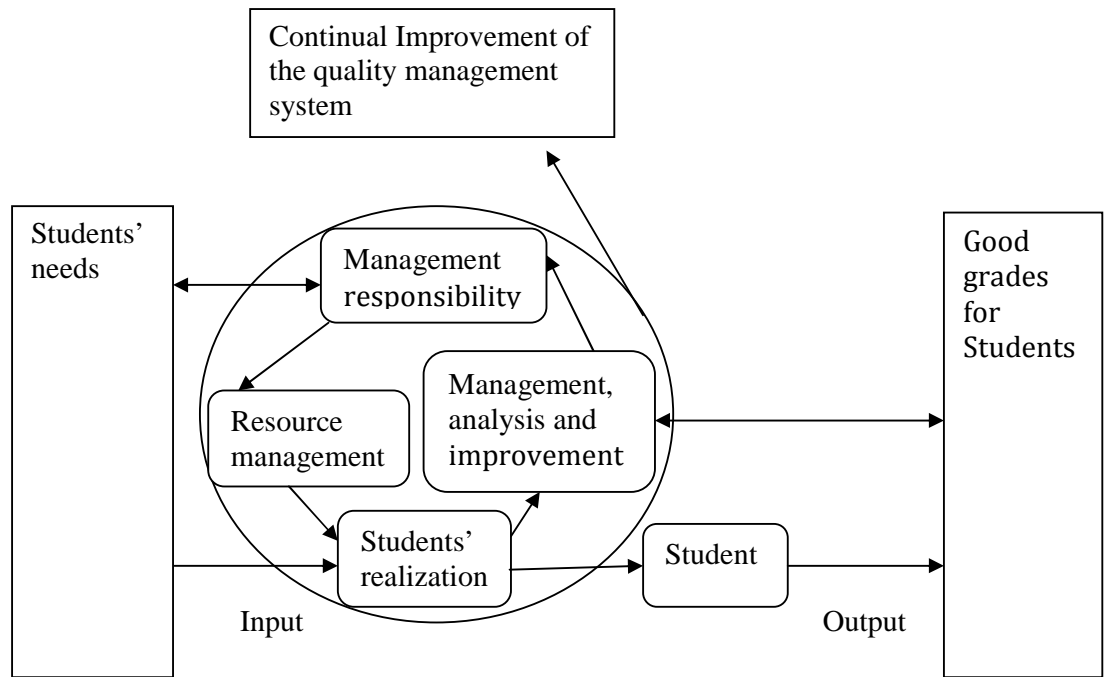 Continual Improvement of
the quality management
system
Students’
needs
Management
responsibility
Good
grades
for
Students
Resource
management
Management,
analysis and
improvement
Students’
realization
Student
Input
Output